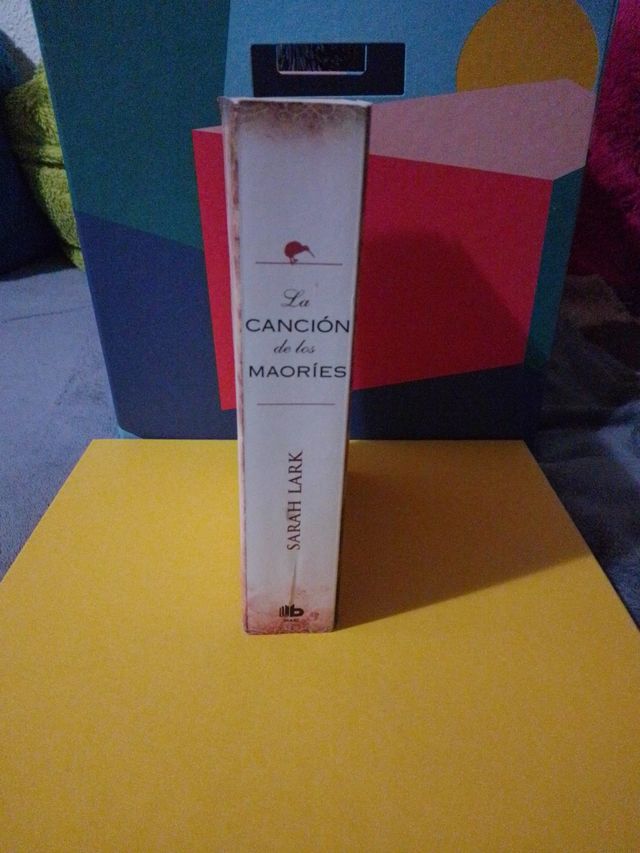 La
CANCIÓN
de los
MAORÍES
SARAH LARK
b